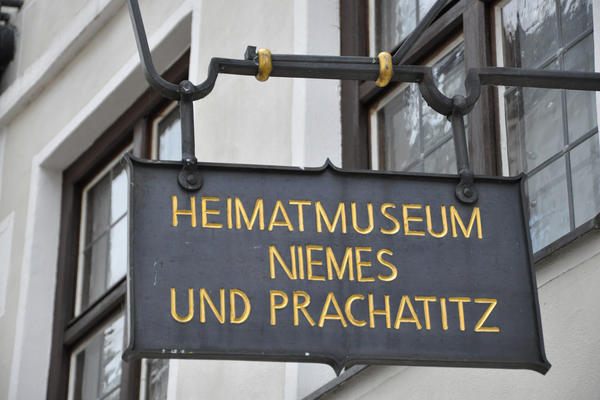 HEIMATMUSEUM
NIEMES
UND PRACHATITZ